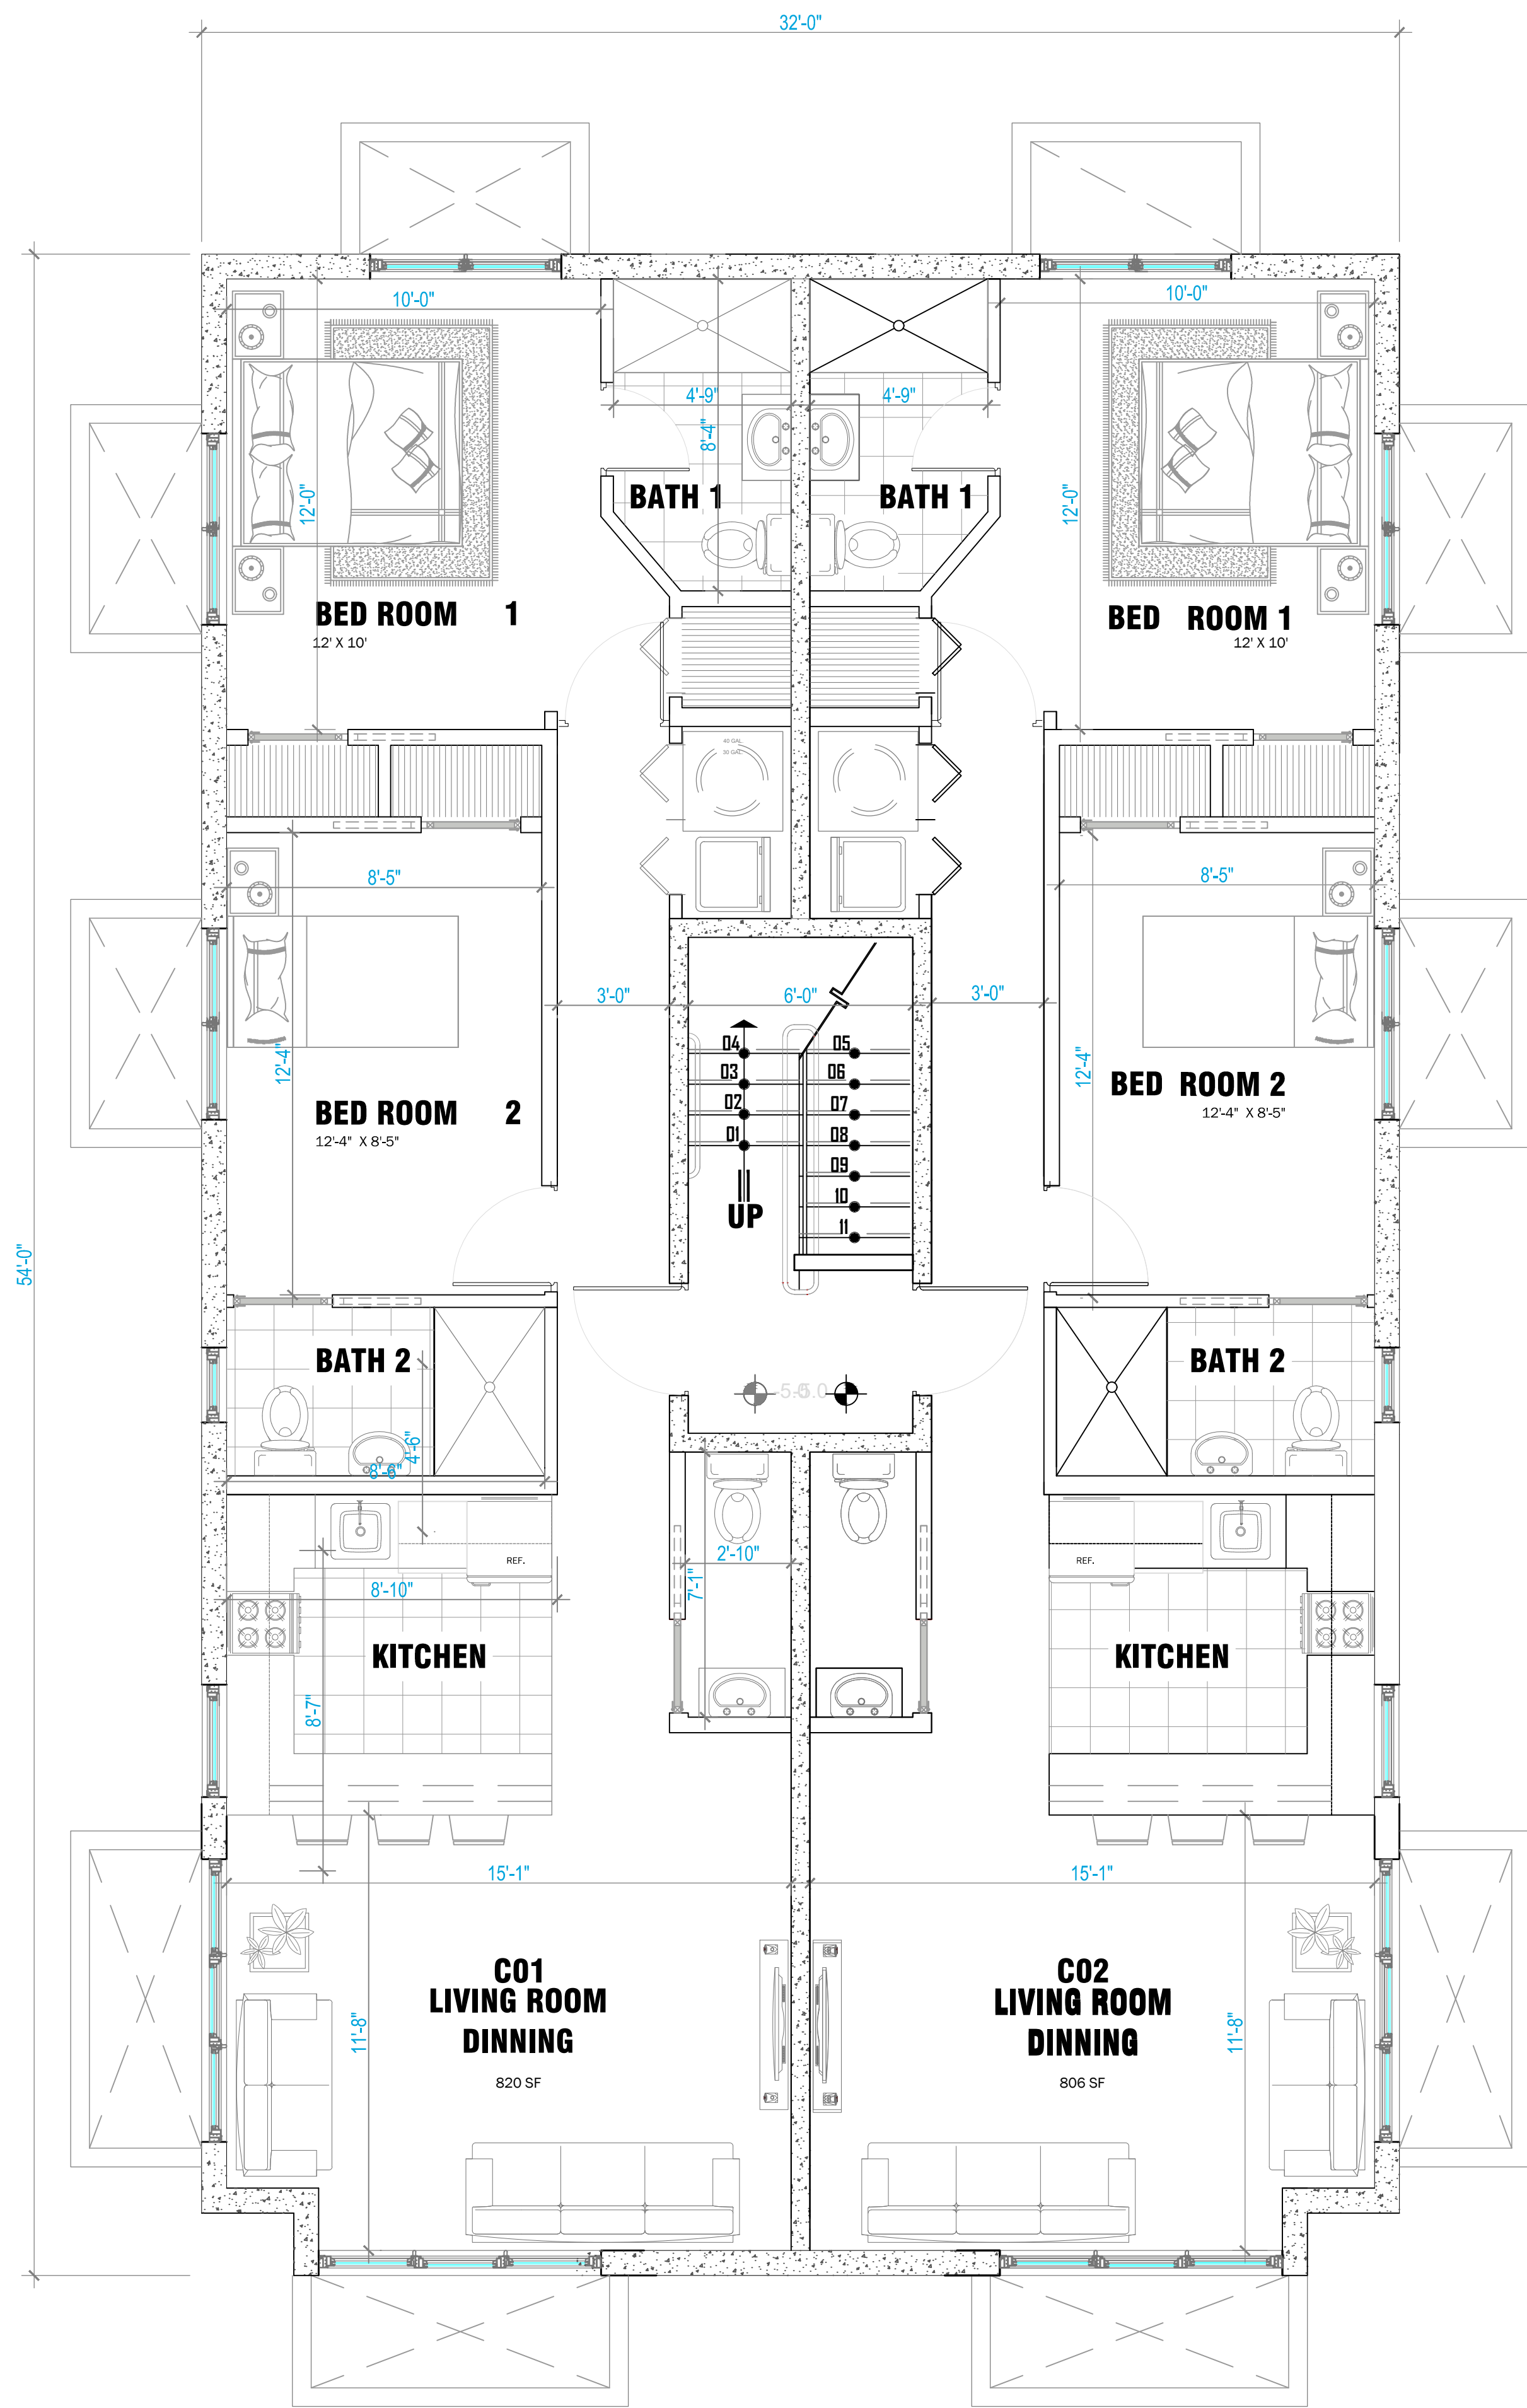 32'-0"
10'-0"
10'-0"
4'-9"
4'-9"
8'-4"
12'-0"
12'-0"
BATH 1
BATH 1
BED ROOM 1
12' X 10'
BED ROOM 1
12' X 10'
40 GAL.
30 GAL.
8'-5"
8'-5"
3'-0"
6'-0"
3'-0"
04
05
03
06
02
07
01
08
09
10
11
UP
12'-4"
12'-4"
BED ROOM 2
12'-4" X 8'-5"
BED ROOM 2
12'-4" X 8'-5"
54'-0"
BATH 2
BATH 2
4'-6"
8'-6"
REF.
REF.
2'-10"
7'-1"
8'-10"
KITCHEN
KITCHEN
8'-7"
15'-1"
15'-1"
C01
LIVING ROOM
DINNING
820 SF
C02
LIVING ROOM
DINNING
806 SF
11'-8"
11'-8"